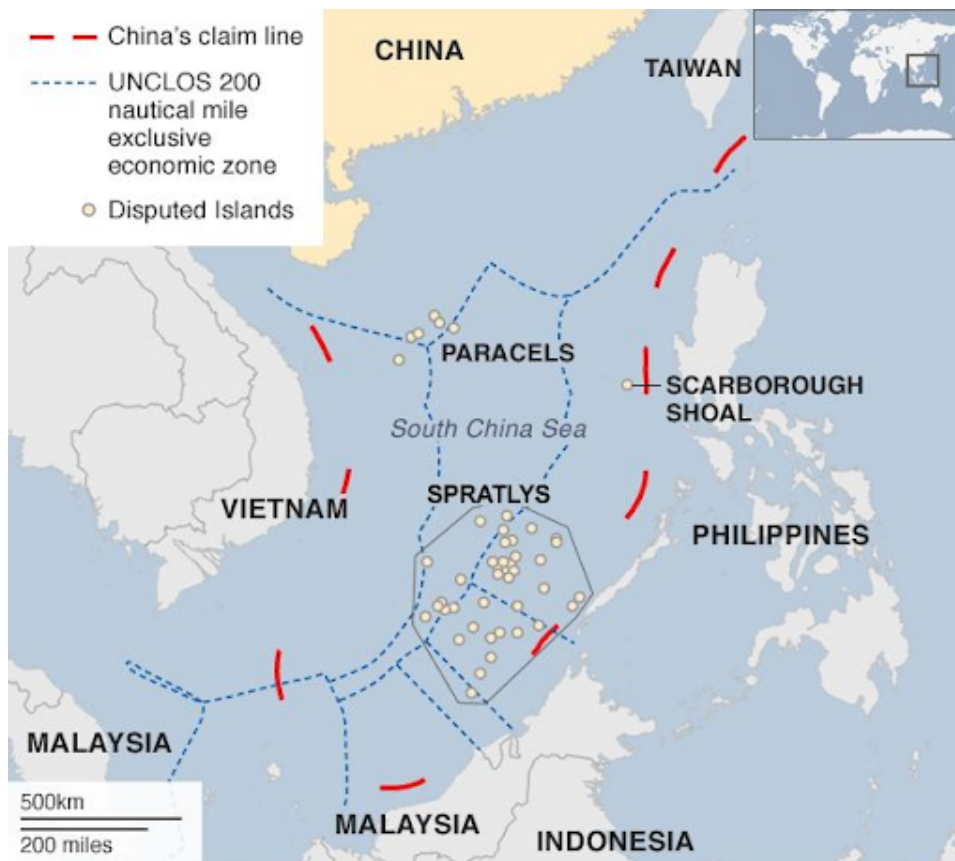 China's claim line
UNCLOS 200
nautical mile
exclusive
economic zone
Disputed Islands
CHINA
TAIWAN
PARACELS
SCARBOROUGH
SHOAL
South China Sea
SPRATLYS
VIETNAM
PHILIPPINES
MALAYSIA
500km
200 miles
MALAYSIA
INDONESIA